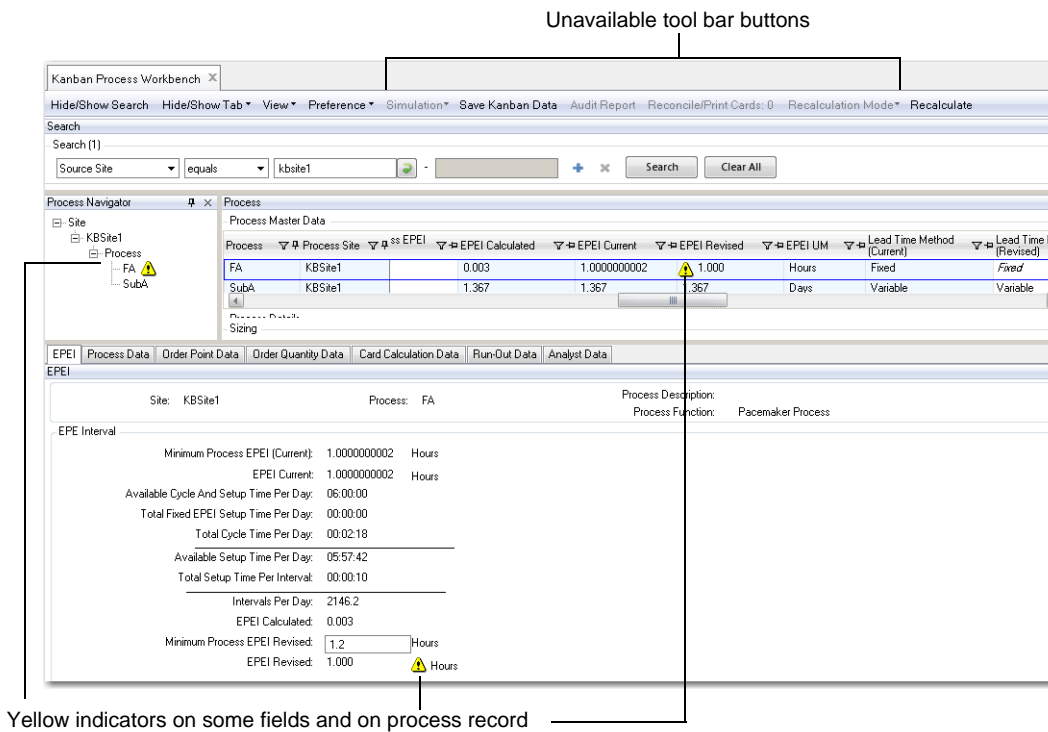 Unavailable tool bar buttons
Kanban Process Workbench
Hide/Show Search Hide/Show Tab View Preference Simulation Save Kanban Data Audit Report Reconcile/Print Cards: 0 Recalculation Mode Recalculate
Search
Search (1)
Source Site equals kbsite1 - Search Clear All
Process Navigator
Site
KBSite1
Process
FA
SubA
Process
Process Master Data
Process Process Site ss EPEI EPEI Calculated EPEI Current EPEI Revised EPEI UM Lead Time Method (Current) Lead Time (Revised)
FA KBSite1 0.003 1.0000000002 1.000 Hours Fixed Fixed
SubA KBSite1 1.367 1.367 1.367 Days Variable Variable
Process Details
Sizing
EPEI Process Data Order Point Data Order Quantity Data Card Calculation Data Run-Out Data Analyst Data
EPEI
Site: KBSite1 Process: FA Process Description:
Process Function: Pacemaker Process
EPE Interval
Minimum Process EPEI (Current): 1.0000000002 Hours
EPEI Current: 1.0000000002 Hours
Available Cycle And Setup Time Per Day: 06:00:00
Total Fixed EPEI Setup Time Per Day: 00:00:00
Total Cycle Time Per Day: 00:02:18
Available Setup Time Per Day: 05:57:42
Total Setup Time Per Interval: 00:00:10
Intervals Per Day: 2146.2
EPEI Calculated: 0.003
Minimum Process EPEI Revised: 1.2 Hours
EPEI Revised: 1.000 Hours
Yellow indicators on some fields and on process record